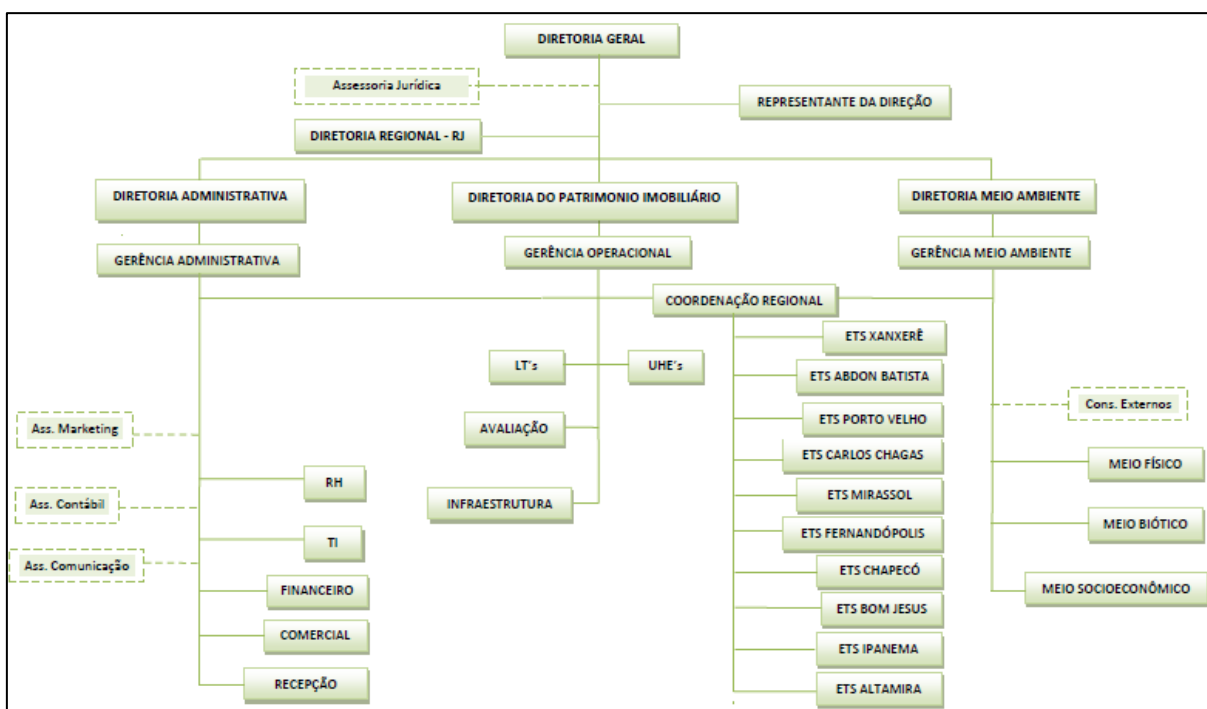 DIRETORIA GERAL
Assessoria Jurídica
REPRESENTANTE DA DIREÇÃO
DIRETORIA REGIONAL - RJ
DIRETORIA ADMINISTRATIVA
DIRETORIA DO PATRIMONIO IMOBILIÁRIO
DIRETORIA MEIO AMBIENTE
GERÊNCIA ADMINISTRATIVA
GERÊNCIA OPERACIONAL
GERÊNCIA MEIO AMBIENTE
COORDENAÇÃO REGIONAL
ETS XANXERÊ
LT's
UHE's
ETS ABDON BATISTA
Cons. Externos
ETS PORTO VELHO
Ass. Marketing
AVALIAÇÃO
ETS CARLOS CHAGAS
MEIO FÍSICO
RH
ETS MIRASSOL
Ass. Contábil
INFRAESTRUTURA
MEIO BIÓTICO
ETS FERNANDÓPOLIS
TI
Ass. Comunicação
ETS CHAPECÓ
FINANCEIRO
MEIO SOCIOECONÔMICO
ETS BOM JESUS
COMERCIAL
ETS IPANEMA
RECEPÇÃO
ETS ALTAMIRA